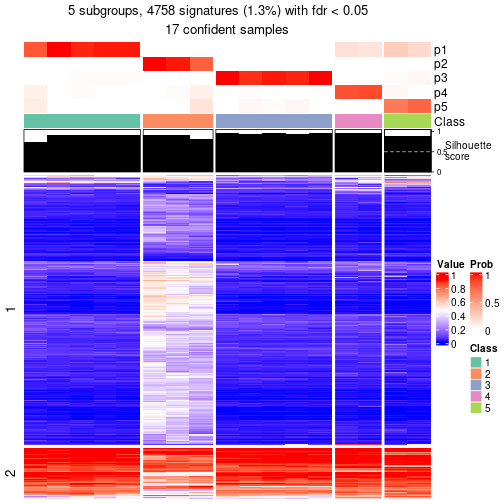 5 subgroups, 4758 signatures (1.3%) with fdr < 0.05
17 confident samples
p1
p2
p3
p4
p5
Class
1
0.5
0
Silhouette
score
1
2
Value
1
0.8
0.6
0.4
0.2
0
Prob
1
0.5
0
Class
1
2
3
4
5